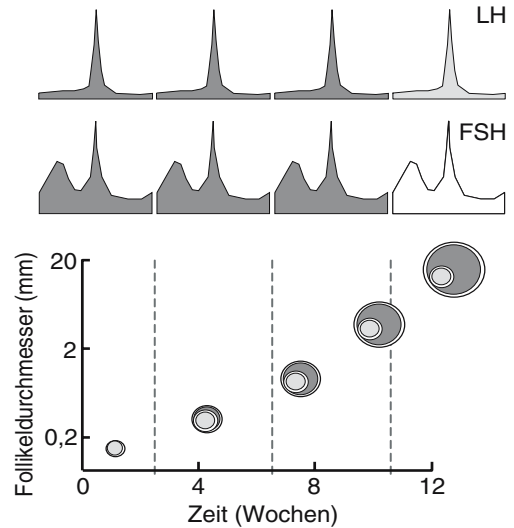 LH
FSH
Follikeldurchmesser (mm)
20
2
0,2
0 4 8 12
Zeit (Wochen)